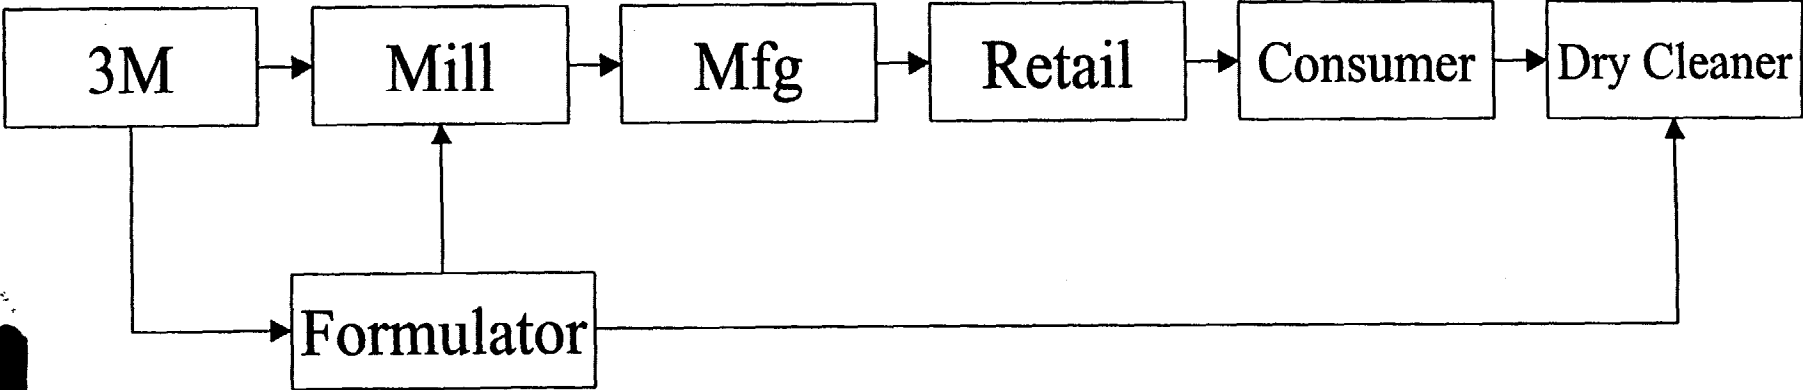 3M
Mill
Mfg
Retail
Consumer
Dry Cleaner
Formulator